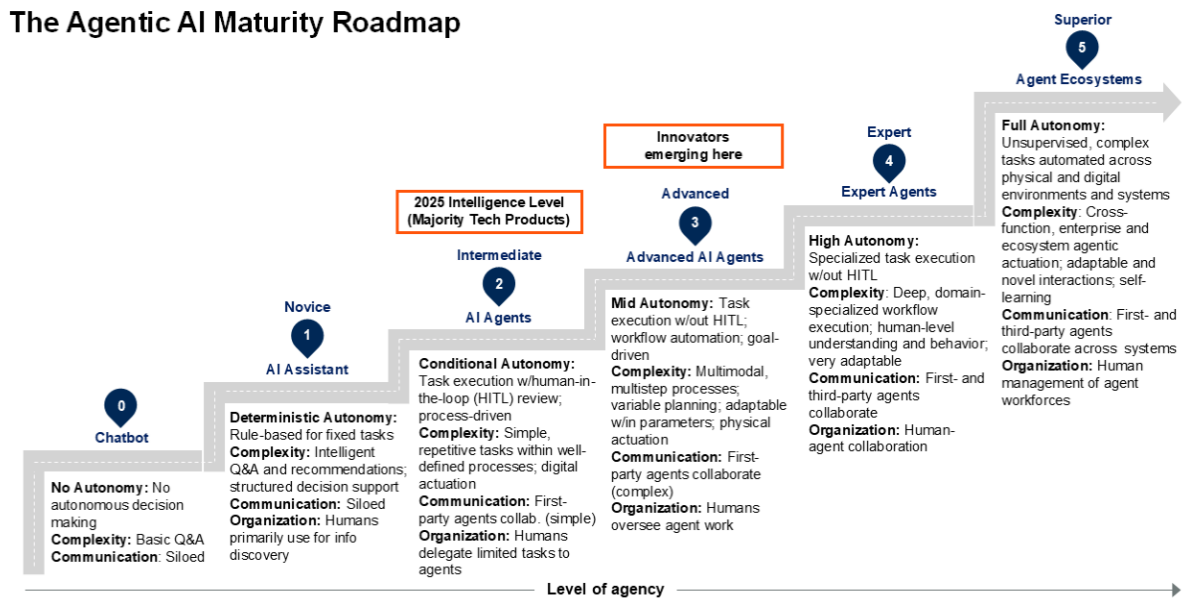 The Agentic AI Maturity Roadmap
0
Chatbot
No Autonomy: No
autonomous decision
making
Complexity: Basic Q&A
Communication: Siloed
Novice
1
AI Assistant
Deterministic Autonomy:
Rule-based for fixed tasks
Complexity: Intelligent
Q&A and recommendations;
structured decision support
Communication: Siloed
Organization: Humans
primarily use for info
discovery
2025 Intelligence Level
(Majority Tech Products)
Intermediate
2
AI Agents
Conditional Autonomy:
Task execution w/human-in-
the-loop (HITL) review;
process-driven
Complexity: Simple,
repetitive tasks within well-
defined processes; digital
actuation
Communication: First-
party agents collab. (simple)
Organization: Humans
delegate limited tasks to
agents
Innovators
emerging here
Advanced
3
Advanced AI Agents
Mid Autonomy: Task
execution w/out HITL;
workflow automation; goal-
driven
Complexity: Multimodal,
multistep processes;
variable planning; adaptable
w/in parameters; physical
actuation
Communication: First-
party agents collaborate
(complex)
Organization: Humans
oversee agent work
Expert
4
Expert Agents
High Autonomy:
Specialized task execution
w/out HITL
Complexity: Deep, domain-
specialized workflow
execution; human-level
understanding and behavior;
very adaptable
Communication: First- and
third-party agents
collaborate
Organization: Human-
agent collaboration
Superior
5
Agent Ecosystems
Full Autonomy:
Unsupervised, complex
tasks automated across
physical and digital
environments and systems
Complexity: Cross-
function, enterprise and
ecosystem agentic
actuation; adaptable and
novel interactions; self-
learning
Communication: First- and
third-party agents
collaborate across systems
Organization: Human
management of agent
workforces
Level of agency